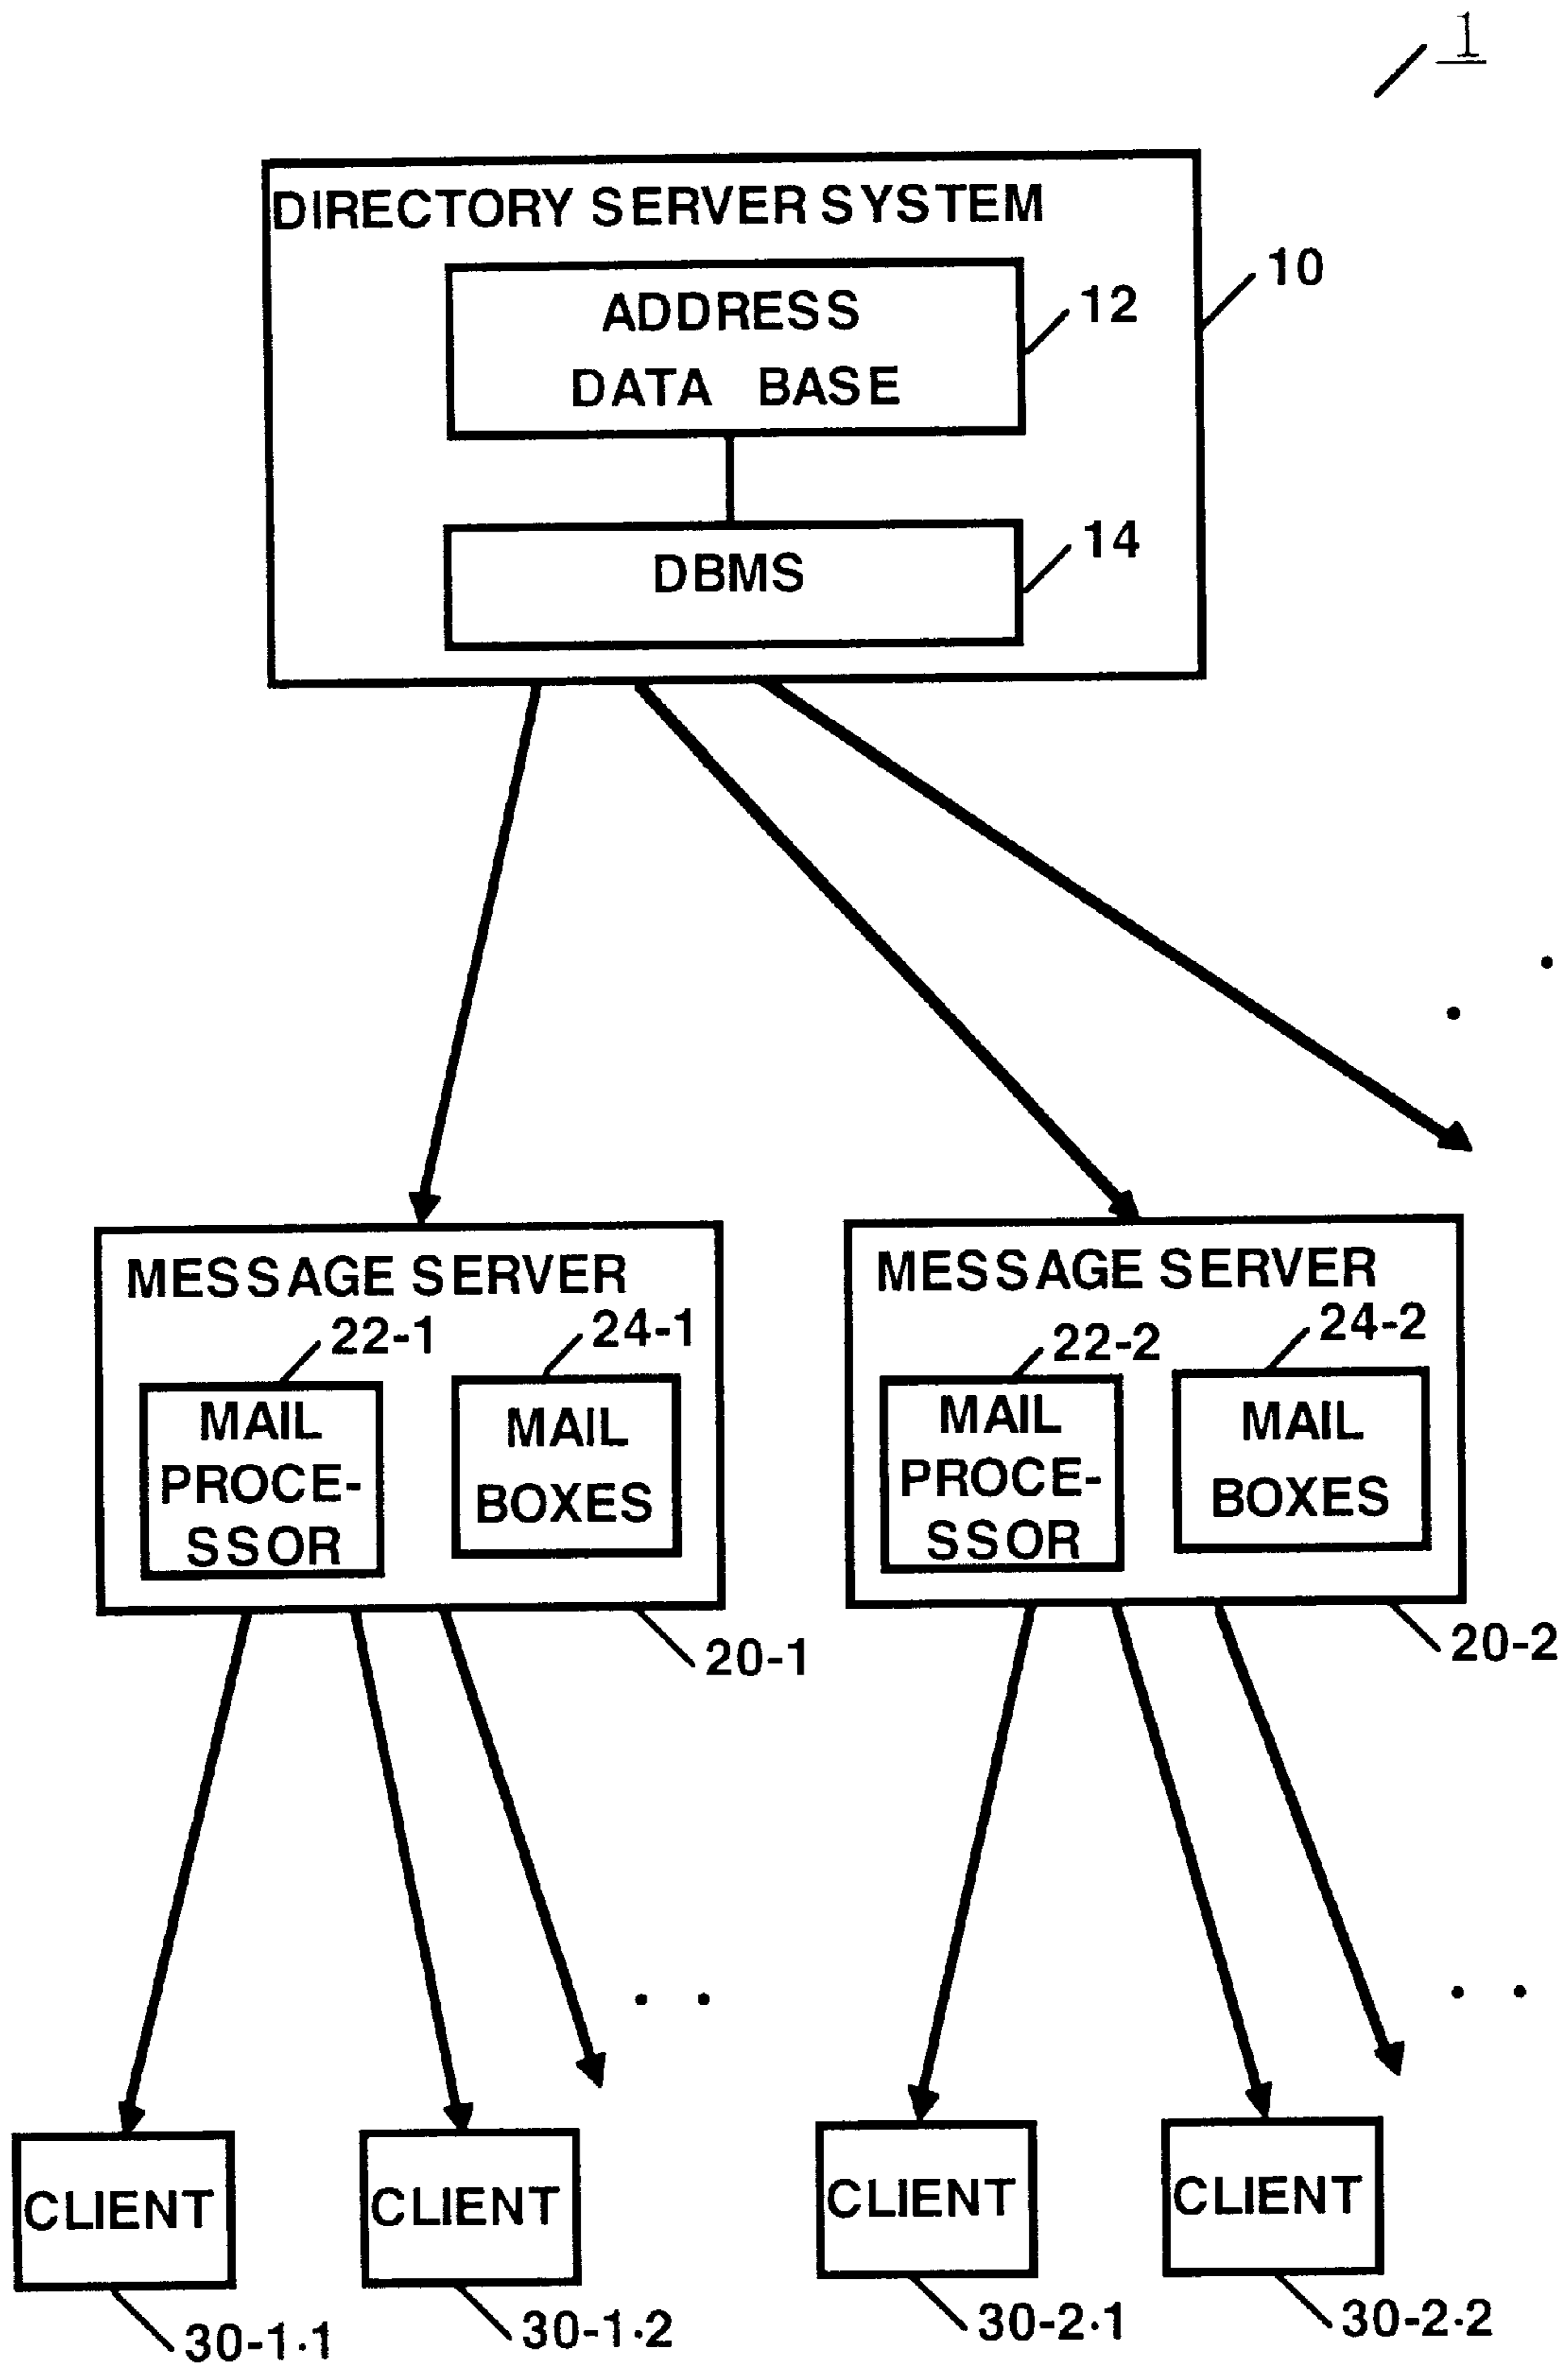 1
DIRECTORY SERVER SYSTEM
10
ADDRESS
DATA BASE
12
DBMS
14
MESSAGE SERVER
22-1
24-1
MAIL
PROCE-
SSOR
MAIL
BOXES
20-1
MESSAGE SERVER
22-2
24-2
MAIL
PROCE-
SSOR
MAIL
BOXES
20-2
CLIENT
30-1·1
CLIENT
30-1·2
CLIENT
30-2·1
CLIENT
30-2·2